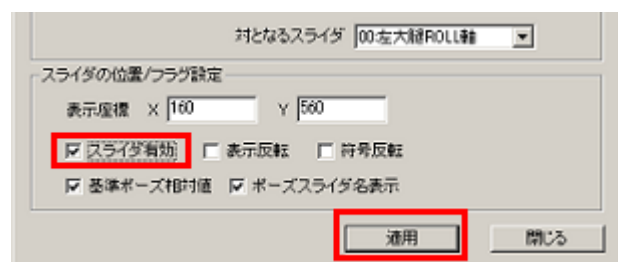 対となるスライダ 00:左大腿ROLL軸
スライダの位置/フラグ設定
表示座標 X 160 Y 560
スライダ有効 表示反転 符号反転
基準ポーズ相対値 ポーズスライダ名表示
適用 閉じる